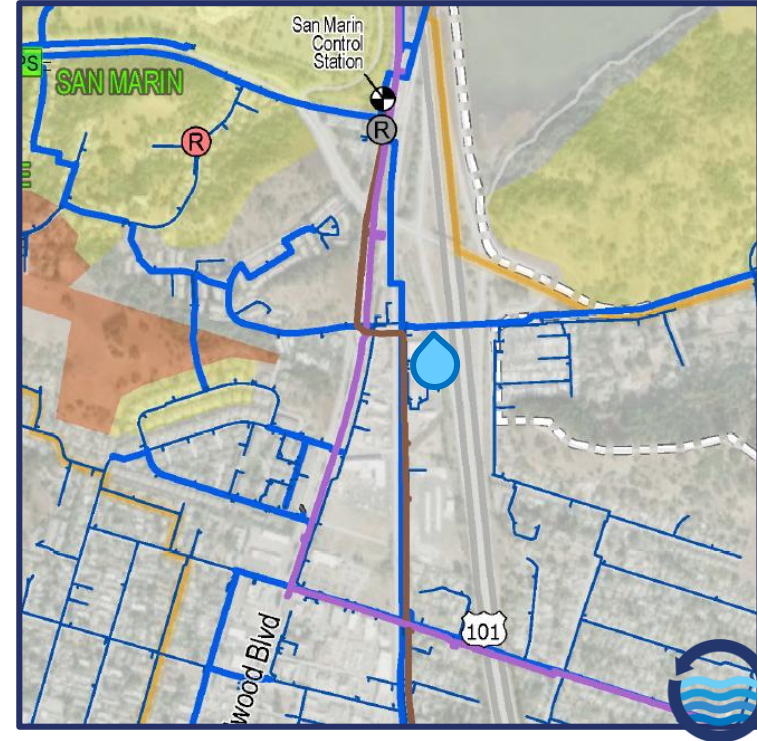 San Marin
Control
Station
PS
SAN MARIN
R
R
E
101
wood Blvd